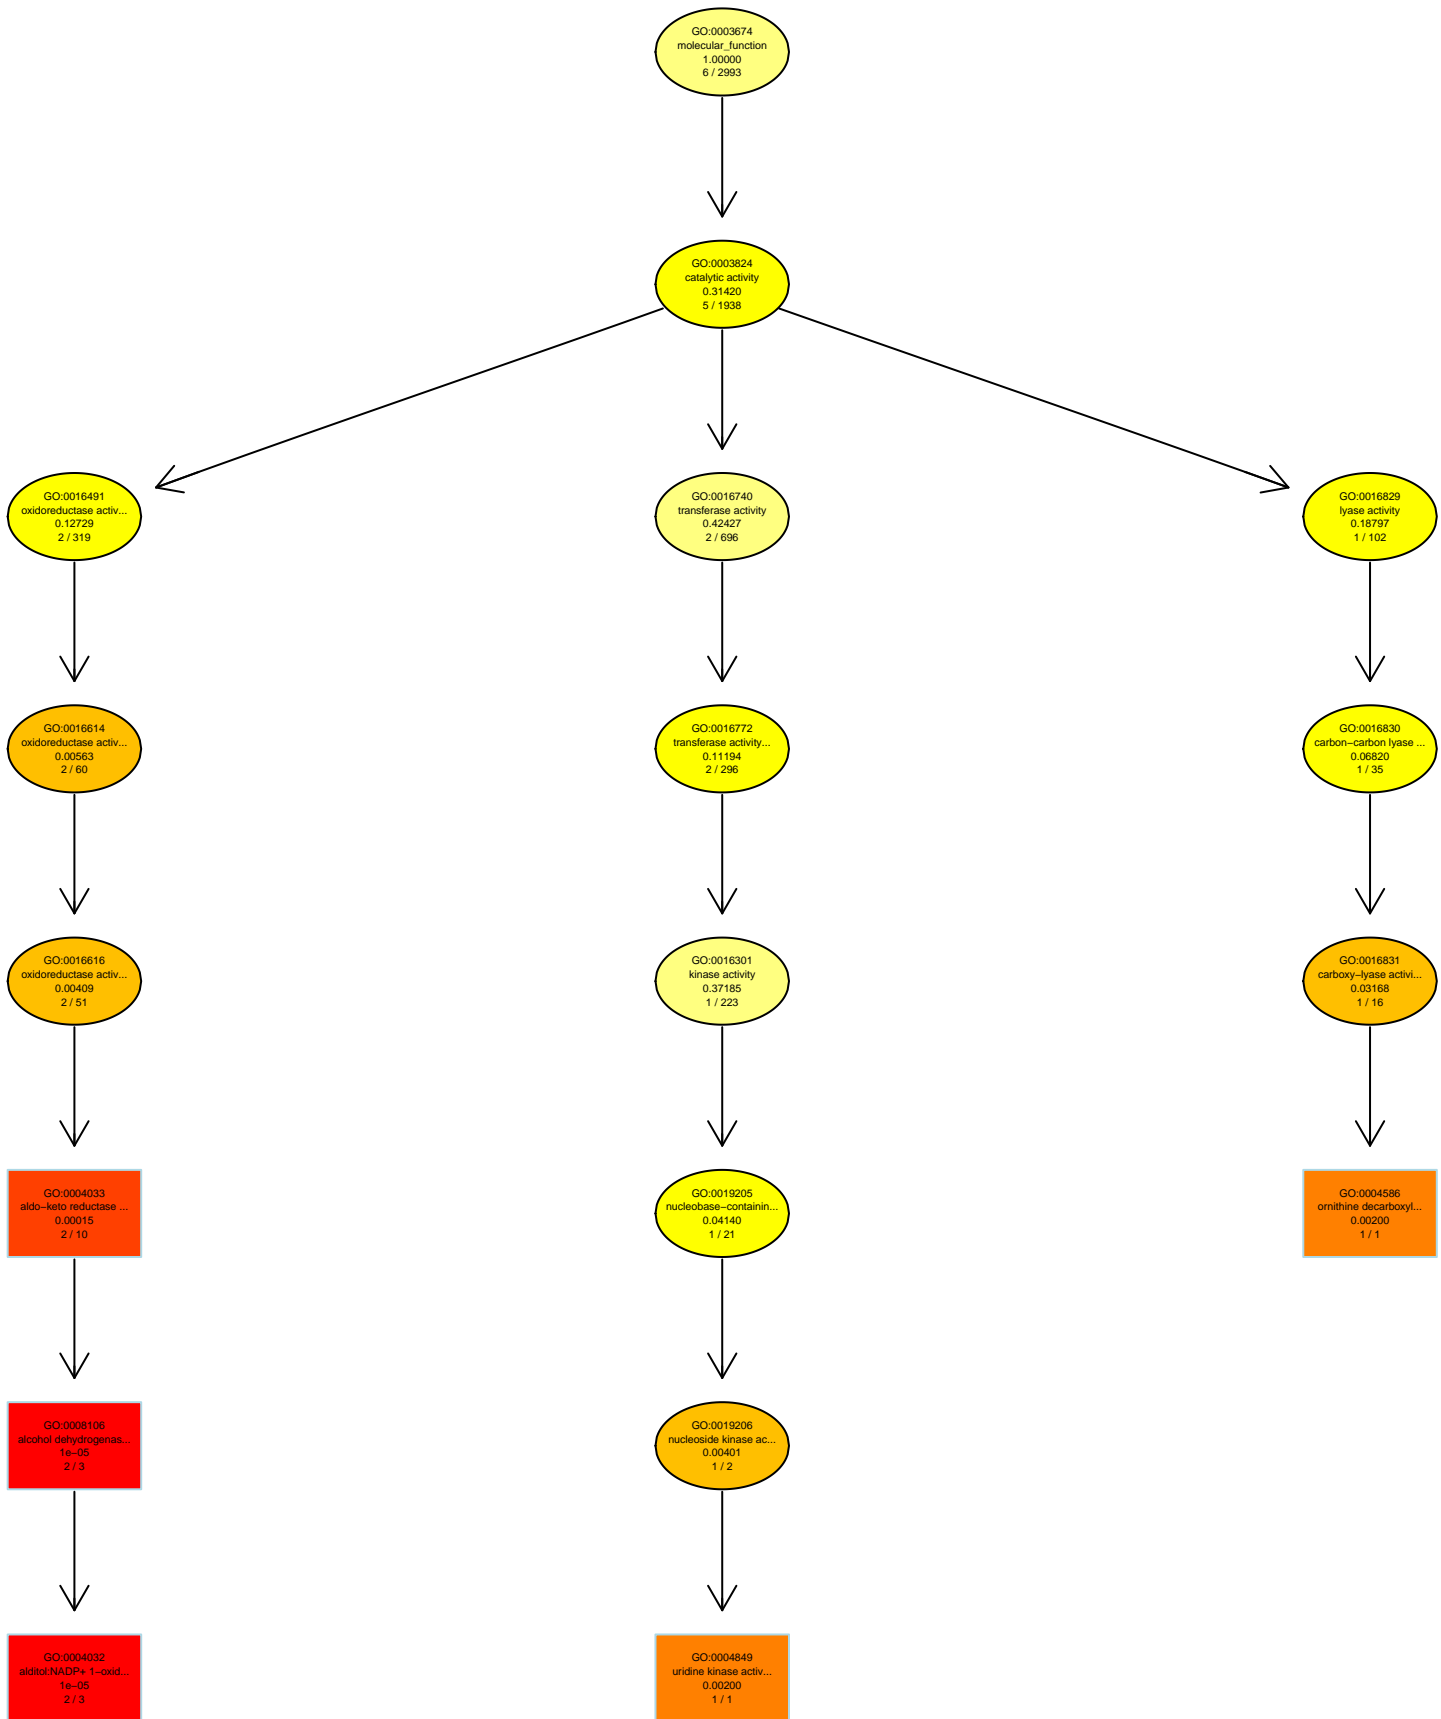 GO:0003674
molecular_function
1.00000
6 / 2993
GO:0003824
catalytic activity
0.31420
5 / 1938
GO:0016491
oxidoreductase activ...
0.12729
2 / 319
GO:0016740
transferase activity
0.42427
2 / 696
GO:0016829
lyase activity
0.18797
1 / 102
GO:0016614
oxidoreductase activ...
0.00563
2 / 60
GO:0016772
transferase activity...
0.11194
2 / 296
GO:0016830
carbon−carbon lyase ...
0.06820
1 / 35
GO:0016616
oxidoreductase activ...
0.00409
2 / 51
GO:0016301
kinase activity
0.37185
1 / 223
GO:0016831
carboxy−lyase activi...
0.03168
1 / 16
GO:0004033
aldo−keto reductase ...
0.00015
2 / 10
GO:0019205
nucleobase−containin...
0.04140
1 / 21
GO:0004586
ornithine decarboxyl...
0.00200
1 / 1
GO:0008106
alcohol dehydrogenas...
1e−05
2 / 3
GO:0019206
nucleoside kinase ac...
0.00401
1 / 2
GO:0004032
alditol:NADP+ 1−oxid...
1e−05
2 / 3
GO:0004849
uridine kinase activ...
0.00200
1 / 1